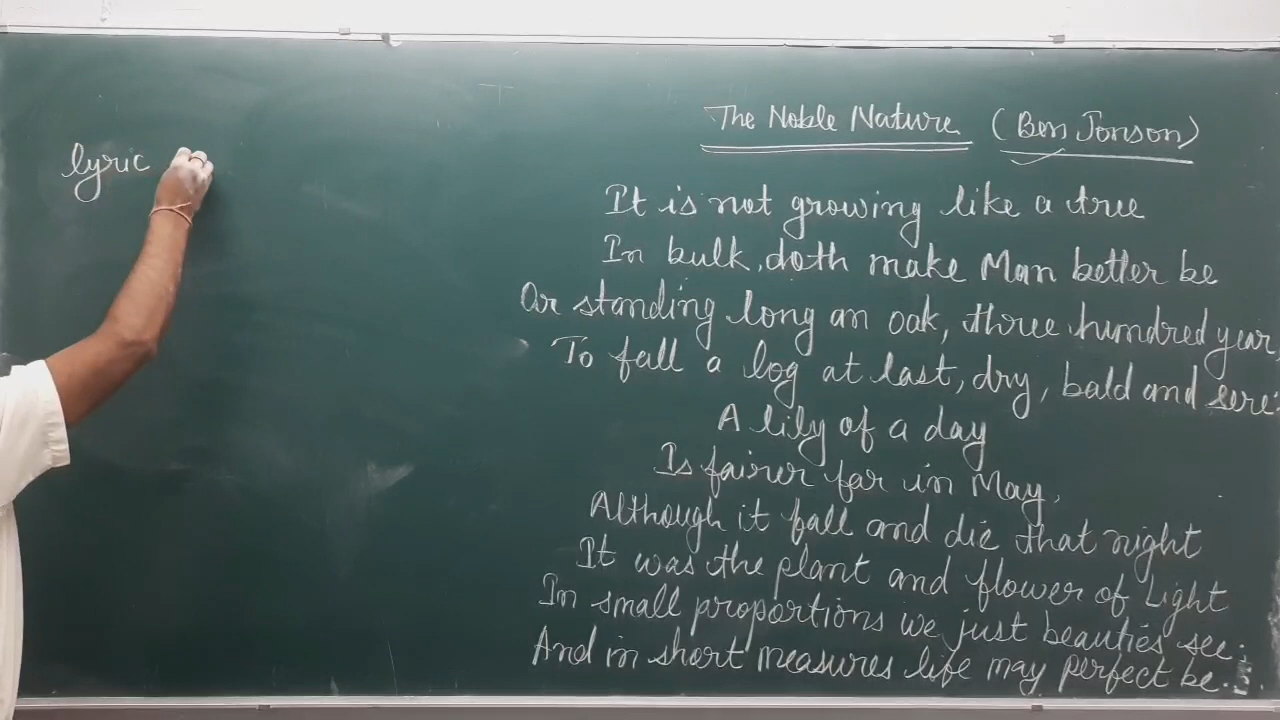 The Noble Nature (Ben Jonson)
lyric
It is not growing like a tree
In bulk, doth make Man better be
Or standing long an oak, three hundred year,
To fall a log at last, dry, bald and sere:
A lily of a day
Is fairer far in May,
Although it fall and die that night
It was the plant and flower of Light
In small proportions we just beauties see;
And in short measures life may perfect be...